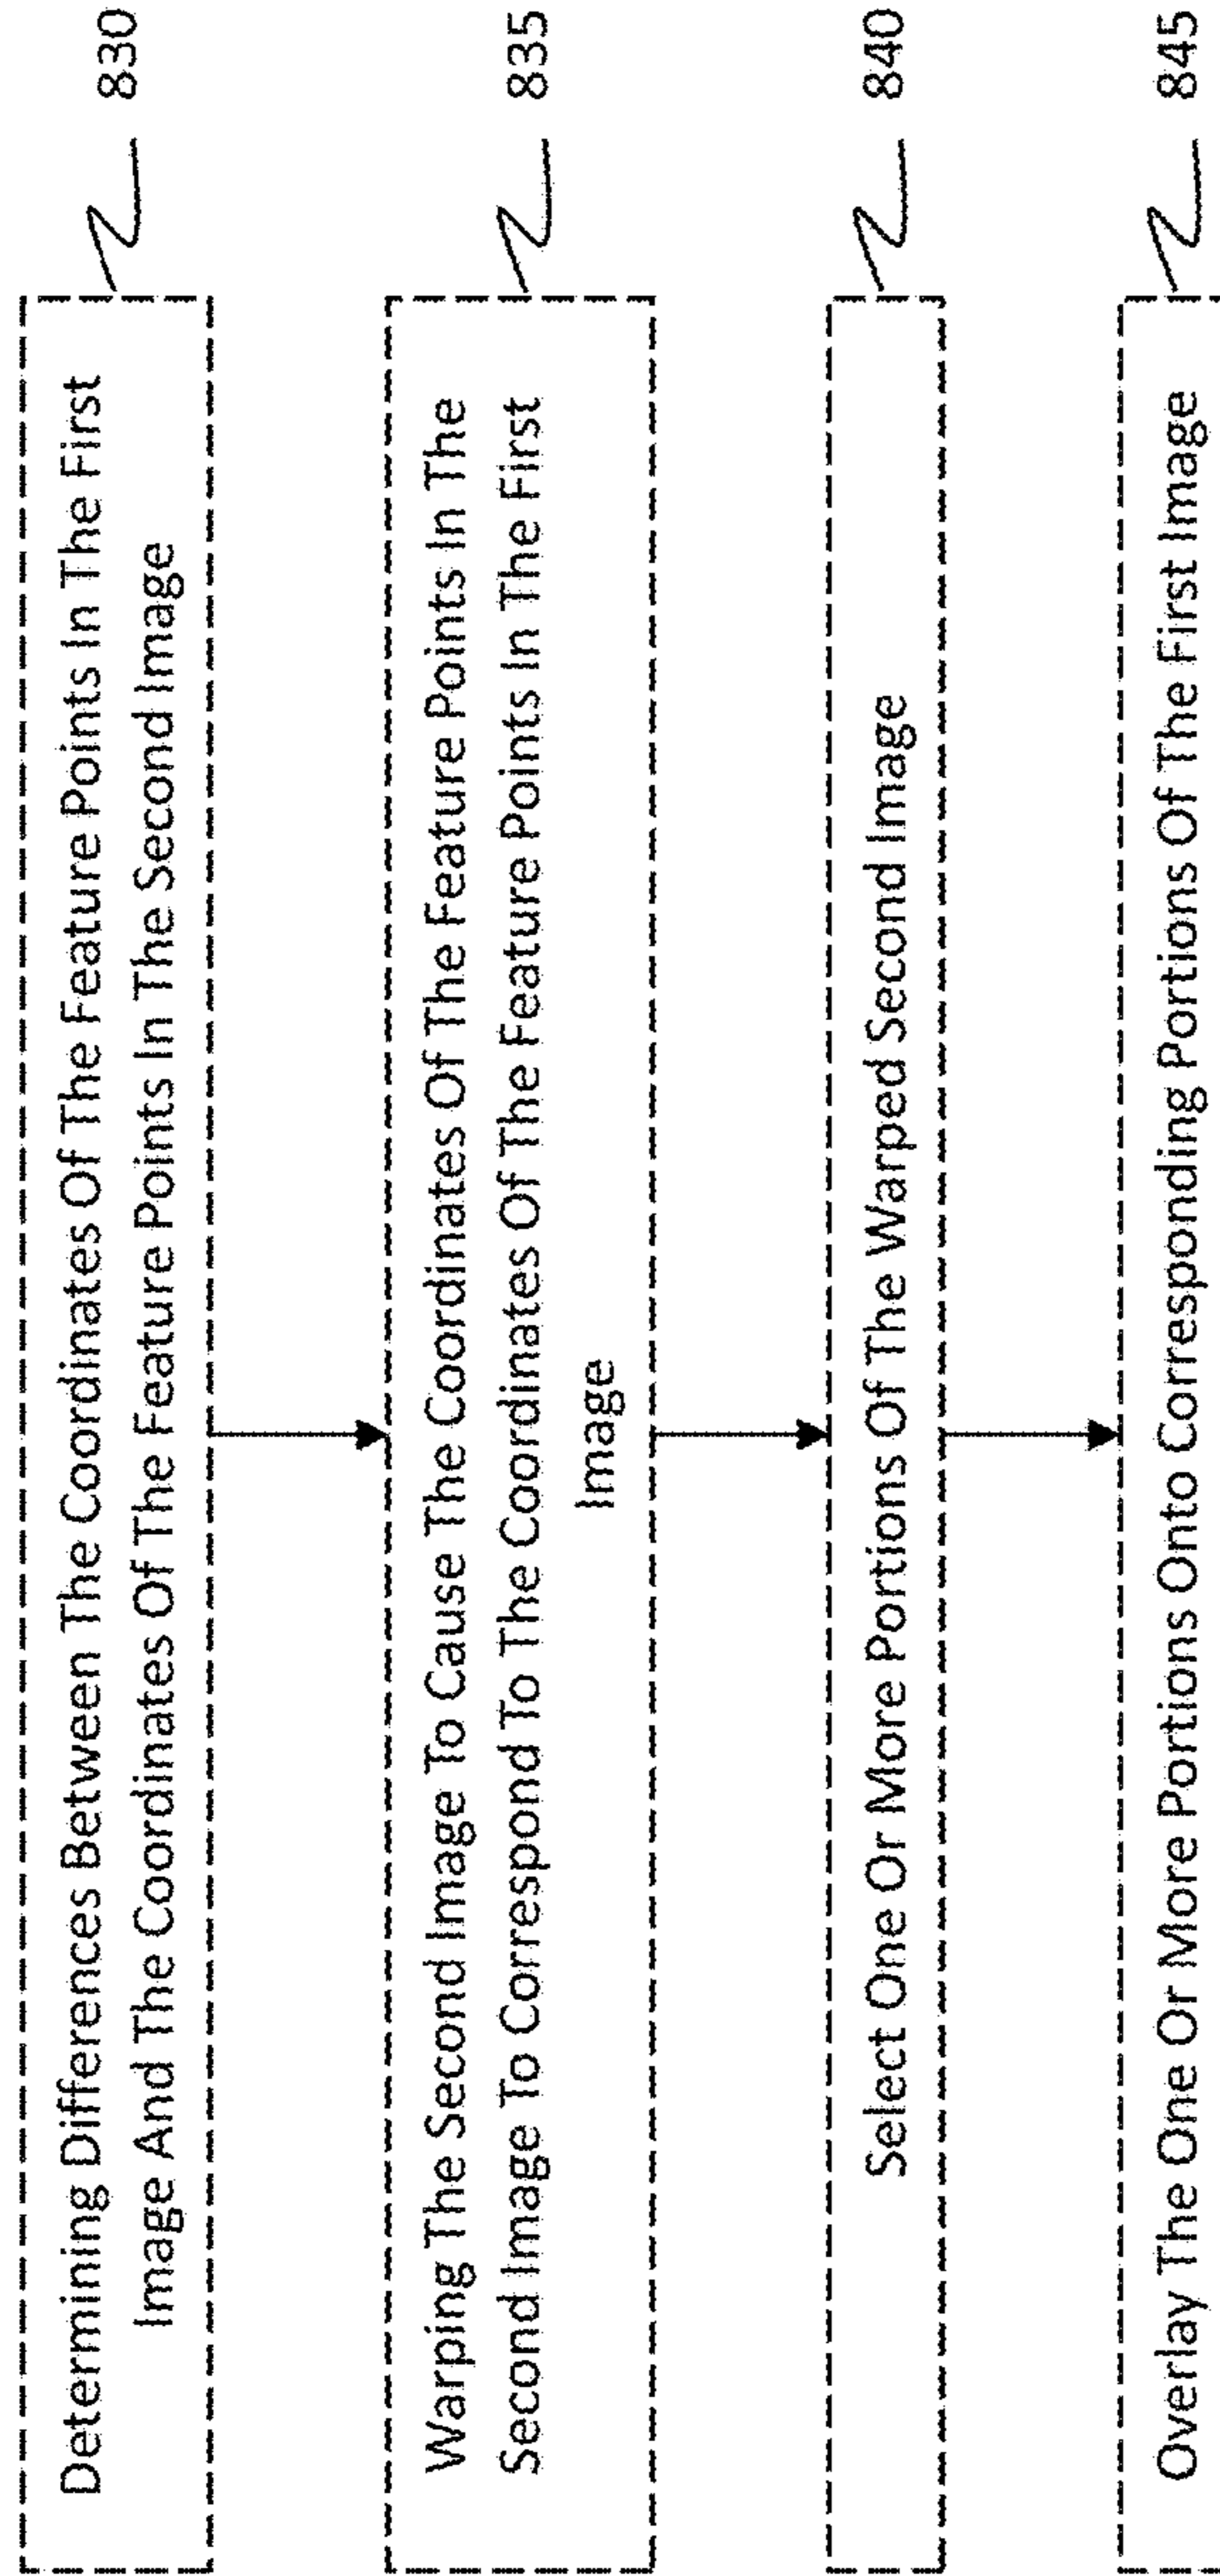 Determining Differences Between The Coordinates Of The Feature Points In The First
Image And The Coordinates Of The Feature Points In The Second Image
830
Warping The Second Image To Cause The Coordinates Of The Feature Points In The
Second Image To Correspond To The Coordinates Of The Feature Points In The First
Image
835
Select One Or More Portions Of The Warped Second Image
840
Overlay The One Or More Portions Onto Corresponding Portions Of The First Image
845